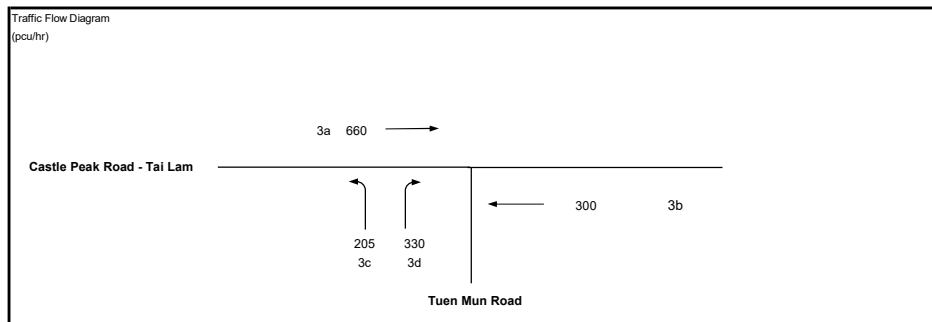 Traffic Flow Diagram
(pcu/hr)
3a 660
Castle Peak Road - Tai Lam
300 3b
205 330
3c 3d
Tuen Mun Road